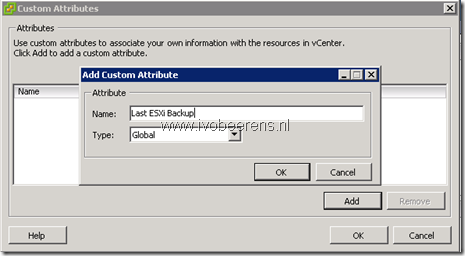 Custom Attributes
Attributes
Use custom attributes to associate your own information with the resources in vCenter.
Click Add to add a custom attribute.
Name
Add Custom Attribute
Attribute
Name:
Last ESXi Backup
www.ivobeerens.nl
Type:
Global
OK
Cancel
Add
Remove
Help
OK
Cancel